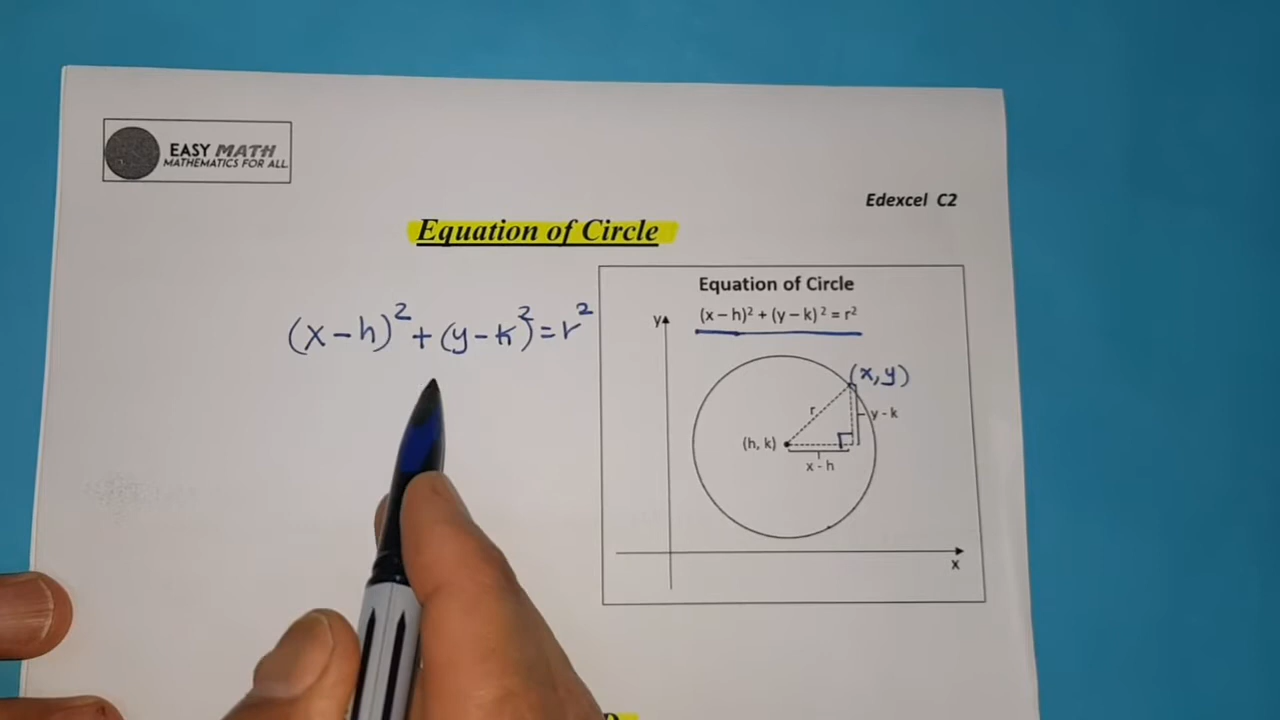 EASY MATH
MATHEMATICS FOR ALL
Edexcel C2
Equation of Circle
(x-h)² + (y-k)² = r²
Equation of Circle
(x – h)² + (y – k)² = r²
y
(x, y)
r
y - k
(h, k)
x - h
x